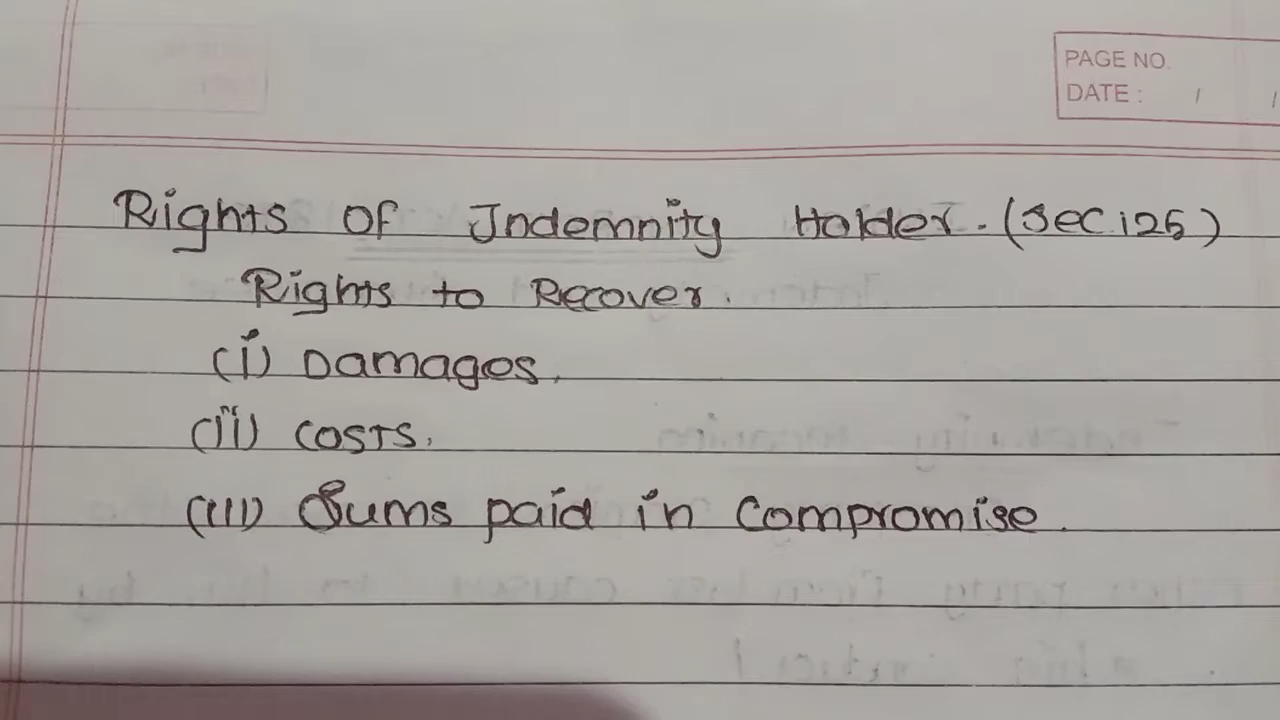 PAGE NO.
DATE : / /
Rights of Indemnity Holder. (Sec 125)
Rights to Recover.
(i) Damages.
(ii) costs.
(iii) Sums paid in compromise.